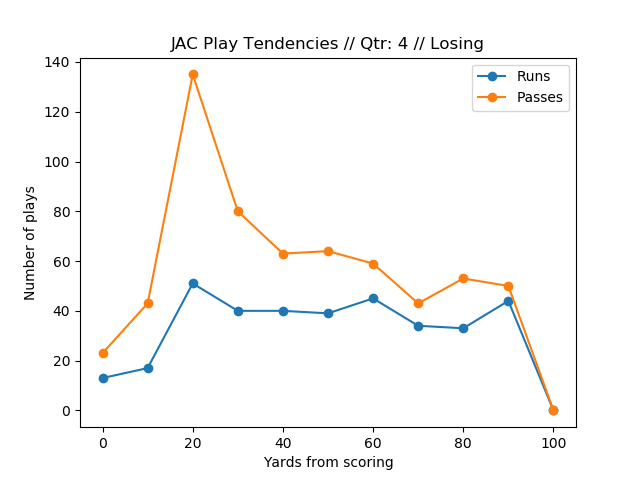 JAC Play Tendencies // Qtr: 4 // Losing
Runs
Passes
140
120
100
80
60
40
20
0
Number of plays
0 20 40 60 80 100
Yards from scoring